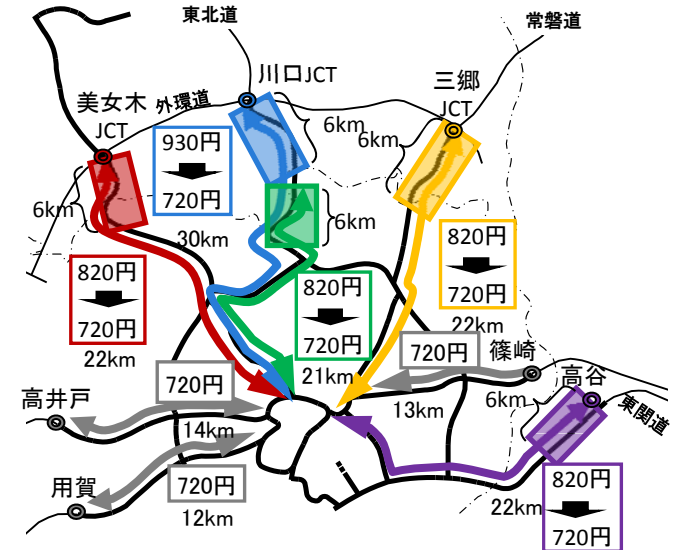 東北道
常磐道
川口JCT
三郷
JCT
美女木
JCT
外環道
6km
6km
930円
720円
6km
6km
30km
820円
720円
22km
820円
720円
21km
820円
720円
22km
720円
篠崎
720円
高井戸
14km
13km
6km
高谷
東関道
用賀
720円
12km
22km
820円
720円